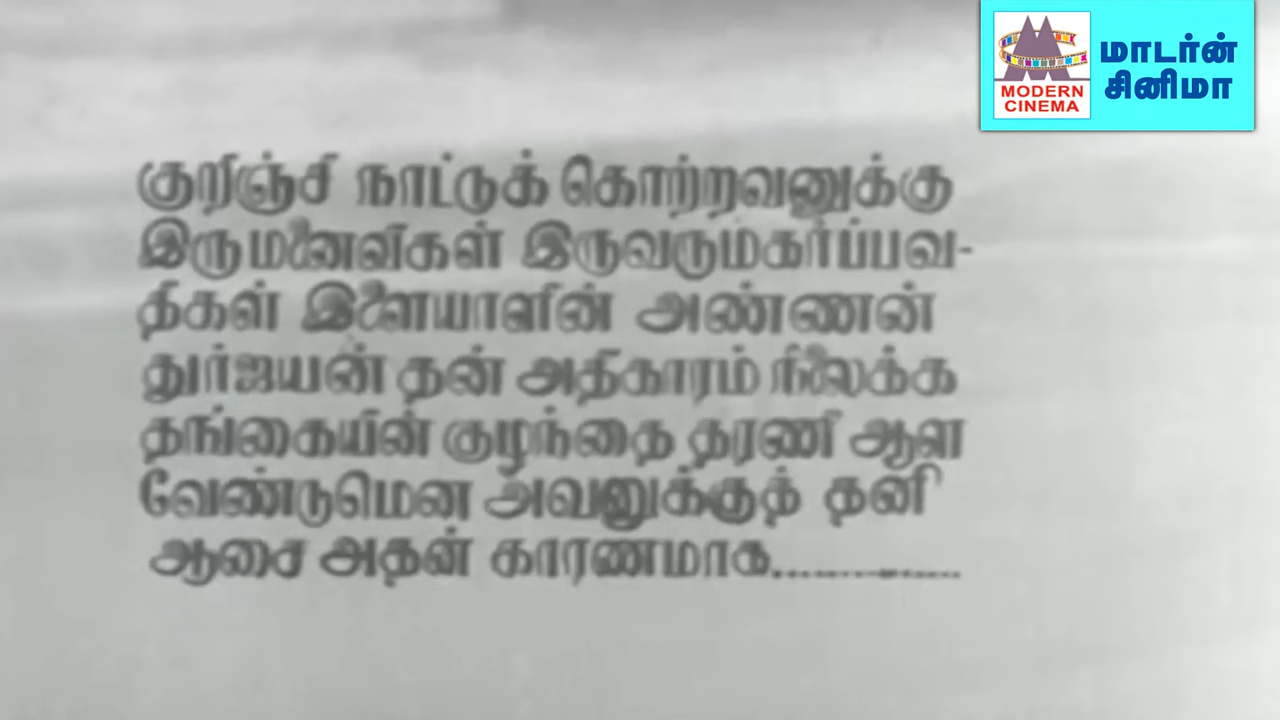 மாடர்ன்
சினிமா
MODERN
CINEMA
குறிஞ்சி நாட்டுக் கொற்றவனுக்கு
இருமனைவிகள் இருவரும்கர்ப்பவ-
திகள் இளையாளின் அண்ணன்
துர்ஜயன் தன் அதிகாரம் நிலைக்க
தங்கையின் குழந்தை தரணி ஆள
வேண்டுமென அவனுக்குத் தனி
ஆசை அதன் காரணமாக..............